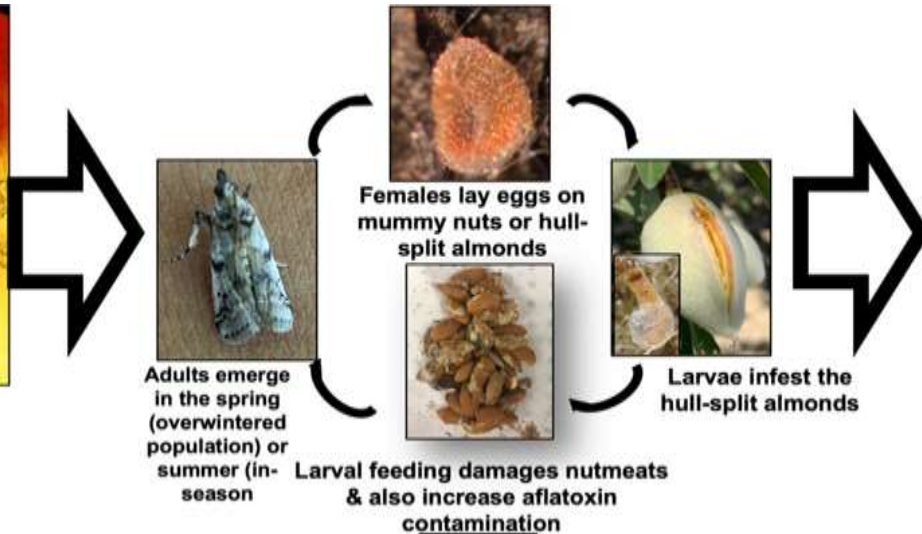 Females lay eggs on
mummy nuts or hull-
split almonds
Adults emerge
in the spring
(overwintered
population) or
summer (in-
season
Larvae infest the
hull-split almonds
Larval feeding damages nutmeats
& also increase aflatoxin
contamination